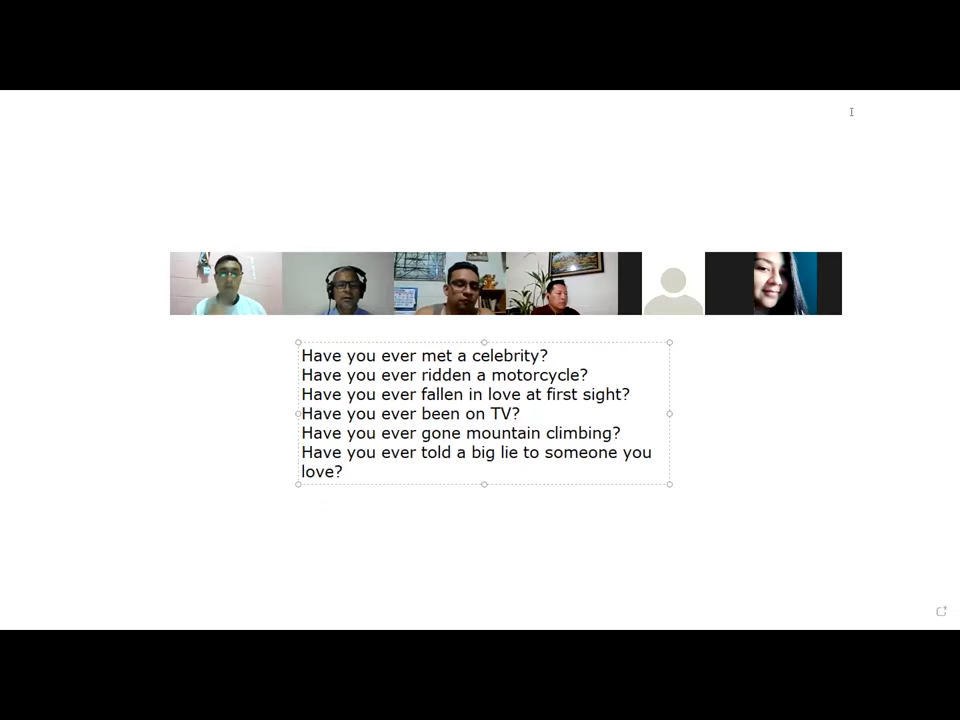 Have you ever met a celebrity?
Have you ever ridden a motorcycle?
Have you ever fallen in love at first sight?
Have you ever been on TV?
Have you ever gone mountain climbing?
Have you ever told a big lie to someone you
love?